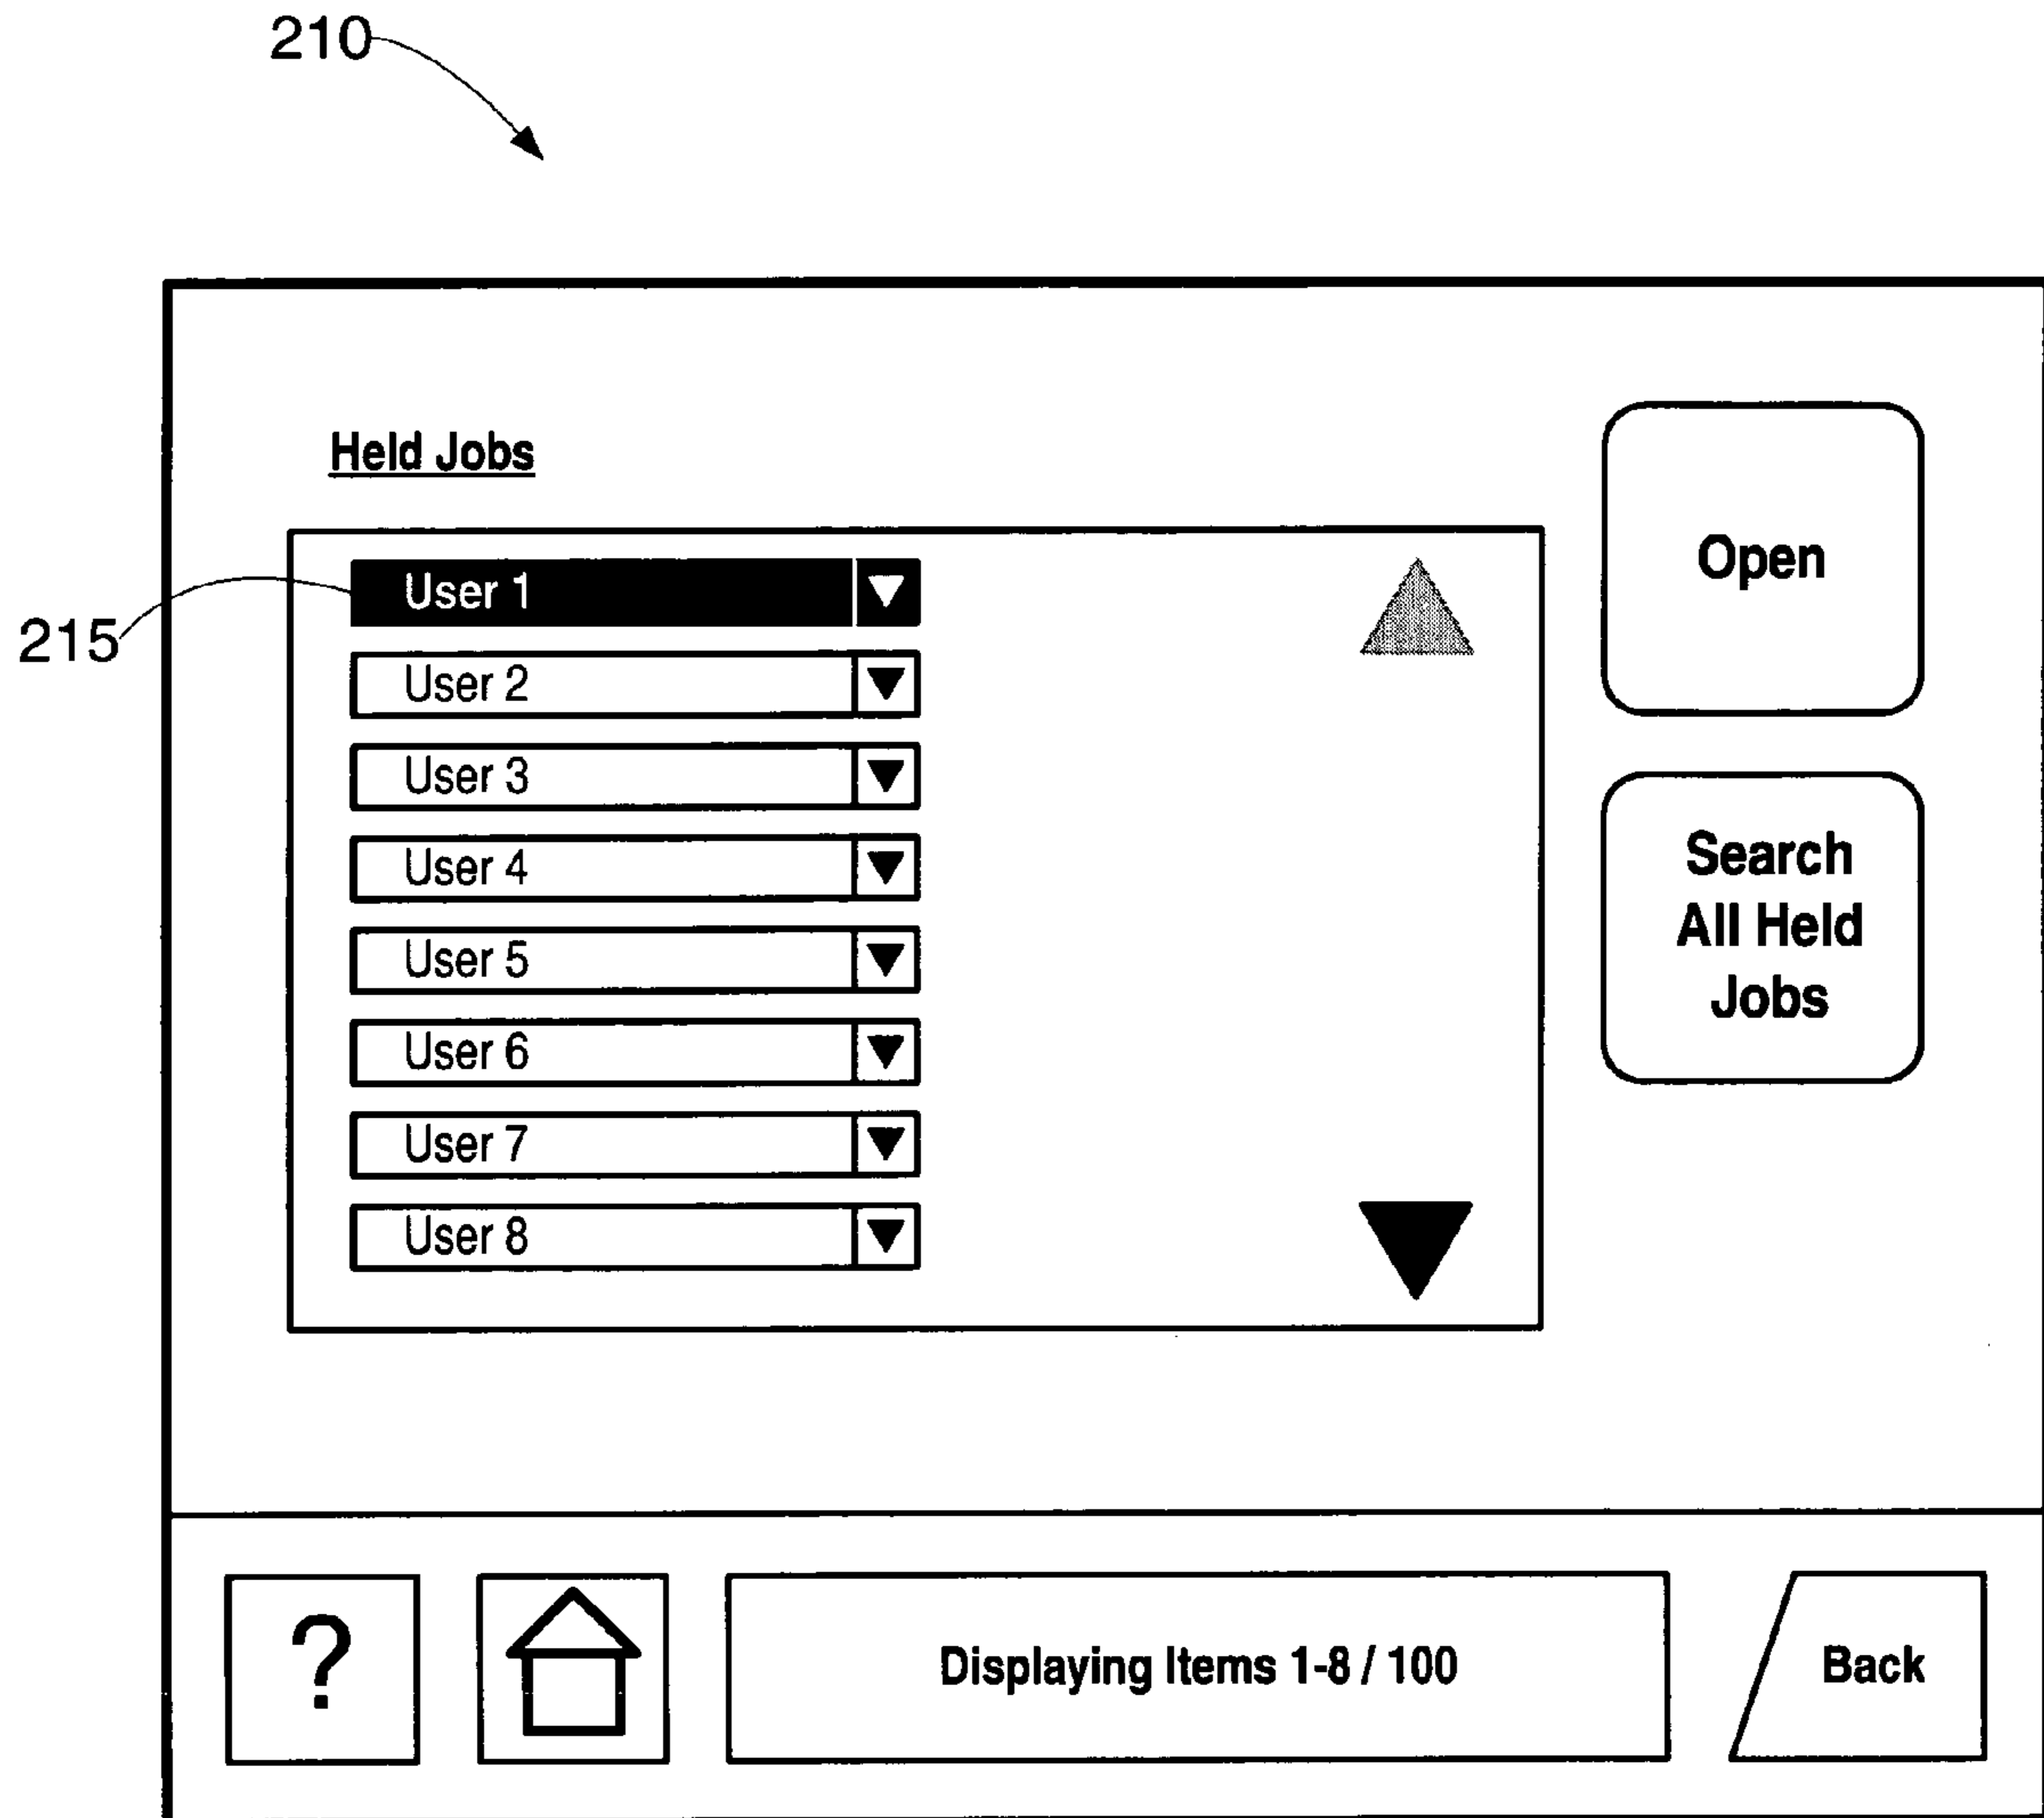 210
Held Jobs
215
User 1
User 2
User 3
User 4
User 5
User 6
User 7
User 8
Open
Search
All Held
Jobs
?
Displaying Items 1-8 / 100
Back